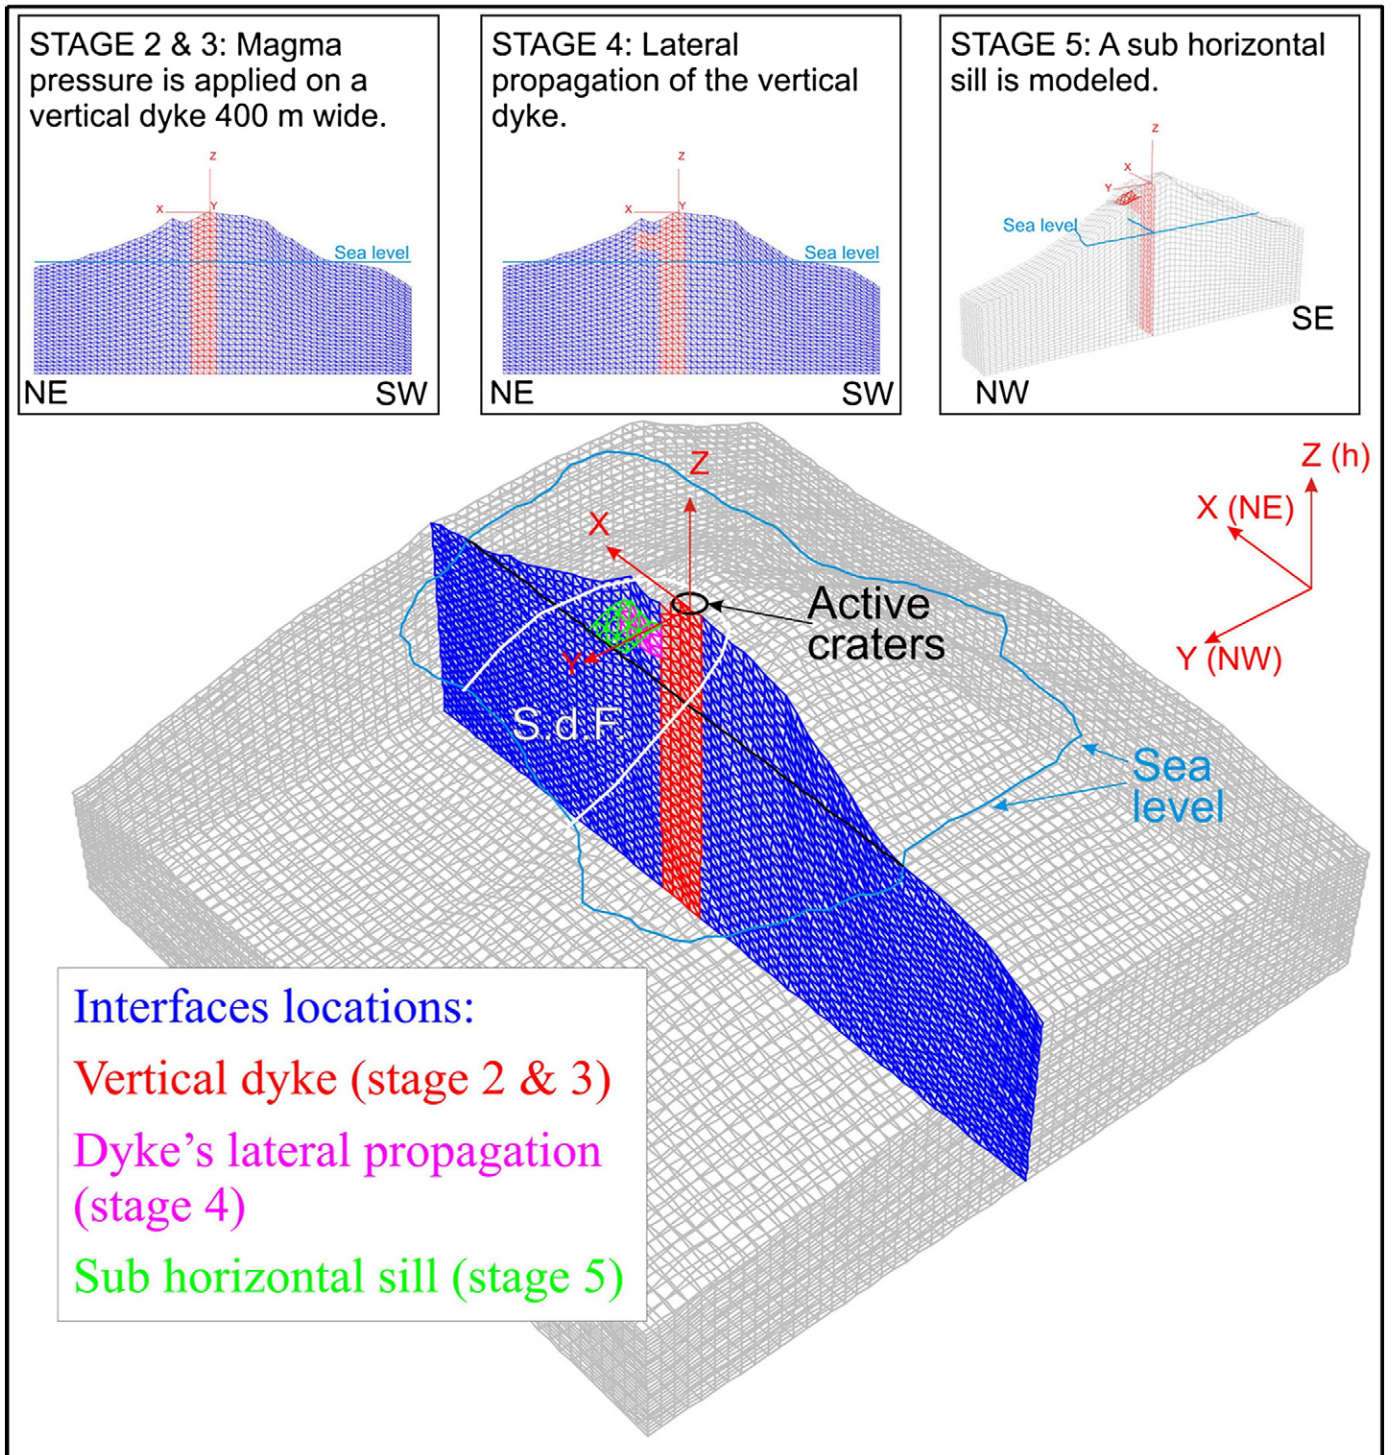 STAGE 2 & 3: Magma
pressure is applied on a
vertical dyke 400 m wide.
Z
X
Y
Sea level
NE
SW
STAGE 4: Lateral
propagation of the vertical
dyke.
Z
X
Y
Sea level
NE
SW
STAGE 5: A sub horizontal
sill is modeled.
Z
X
Y
Sea level
SE
NW
Z
X
Y
Active
craters
S.d.F.
Z (h)
X (NE)
Y (NW)
Sea
level
Interfaces locations:
Vertical dyke (stage 2 & 3)
Dyke’s lateral propagation
(stage 4)
Sub horizontal sill (stage 5)